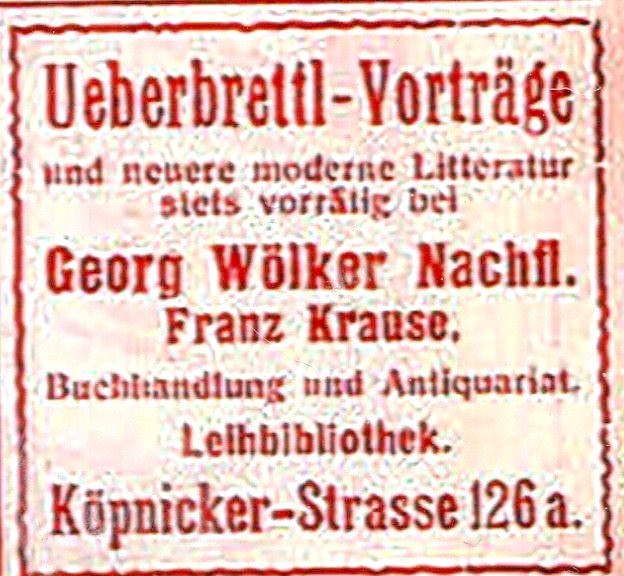 Ueberbrettl-Vorträge
und neuere moderne Litteratur
stets vorrätig bei
Georg Wölker Nachfl.
Franz Krause.
Buchhandlung und Antiquariat.
Leihbibliothek.
Köpnicker-Strasse 126 a.